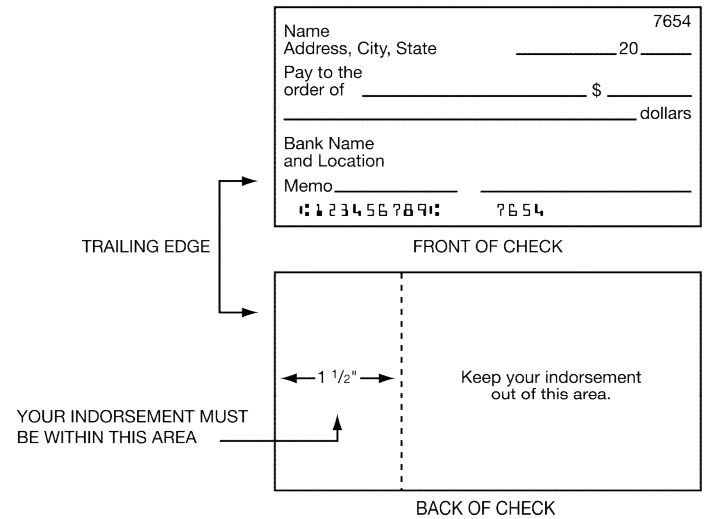 7654
Name
Address, City, State
20
Pay to the
order of $
dollars
Bank Name
and Location
Memo
⑆123456789⑆ 7654
TRAILING EDGE
FRONT OF CHECK
1 1/2"
Keep your indorsement
out of this area.
YOUR INDORSEMENT MUST
BE WITHIN THIS AREA
BACK OF CHECK